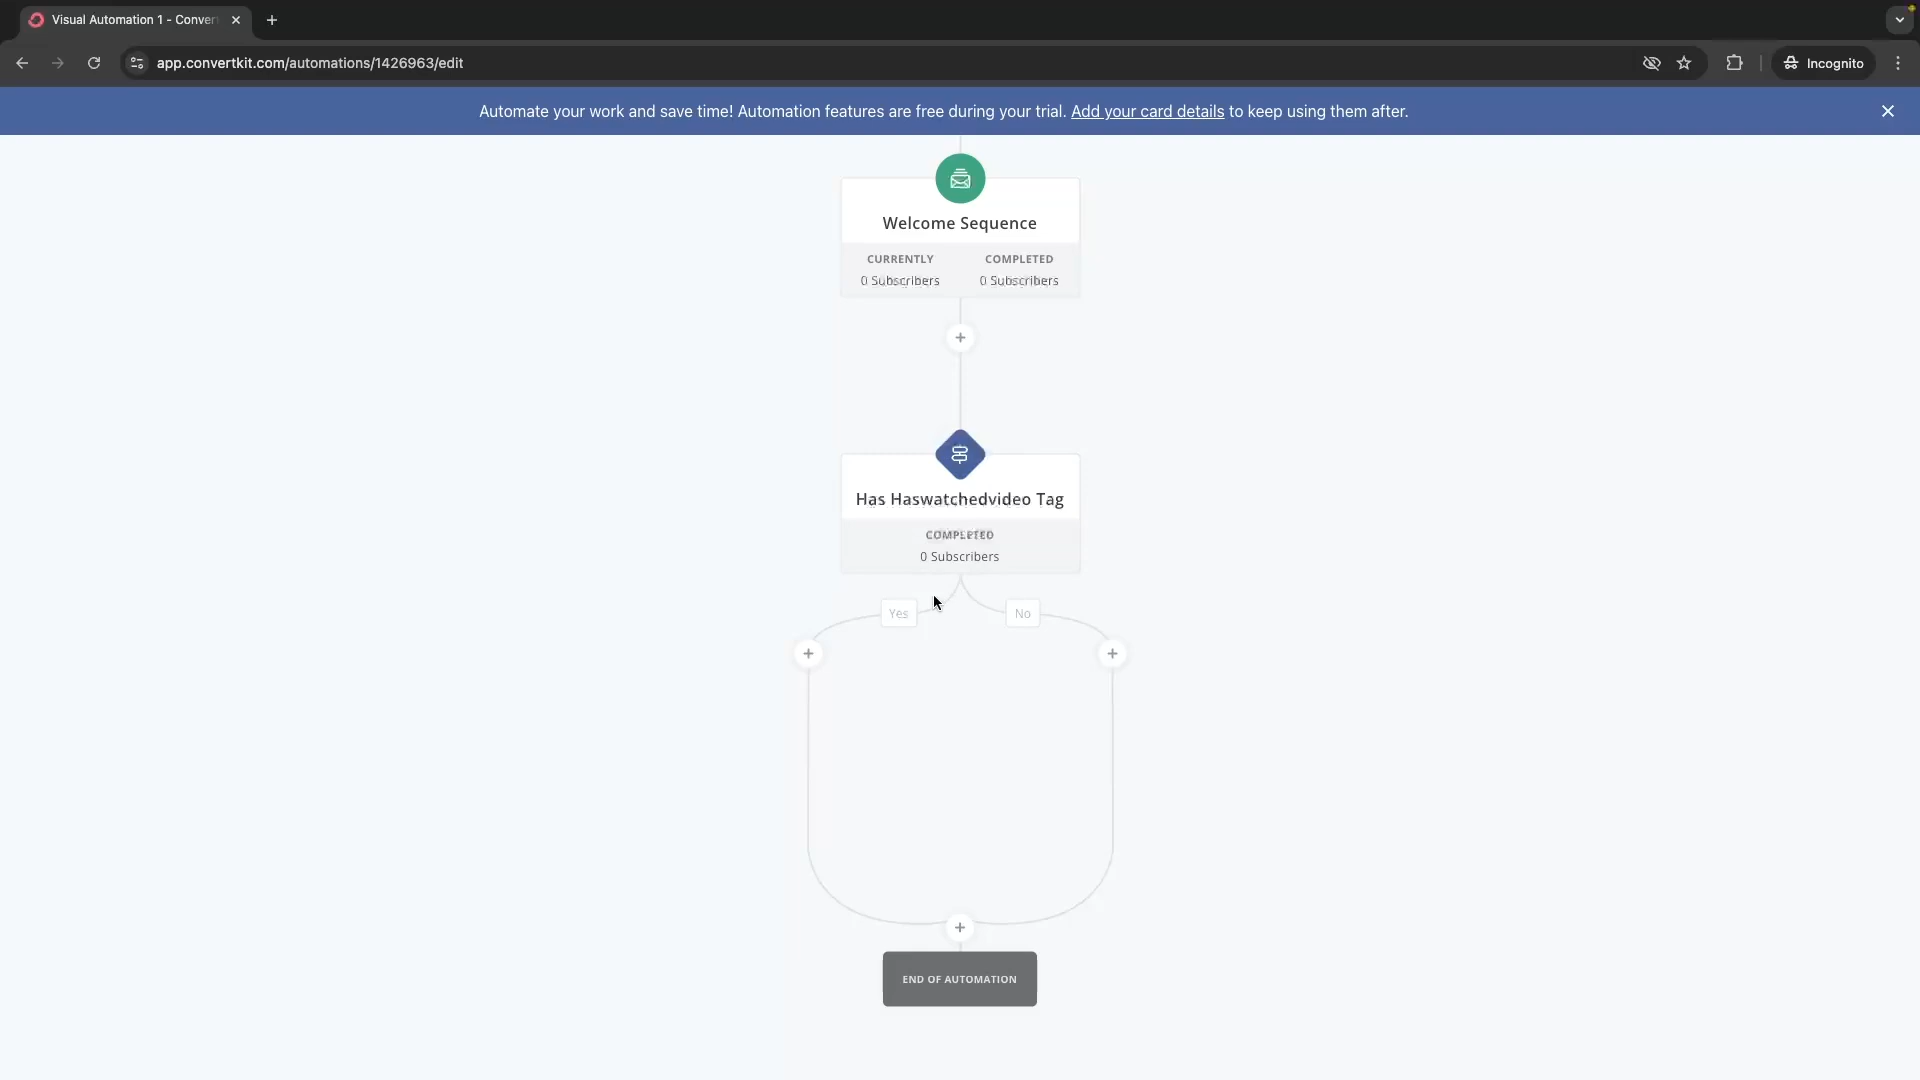 Visual Automation 1 - Conver
app.convertkit.com/automations/1426963/edit
Incognito
Automate your work and save time! Automation features are free during your trial. Add your card details to keep using them after.
Welcome Sequence
CURRENTLY COMPLETED
0 Subscribers 0 Subscribers
Has Haswatchedvideo Tag
COMPLETED
0 Subscribers
Yes No
END OF AUTOMATION